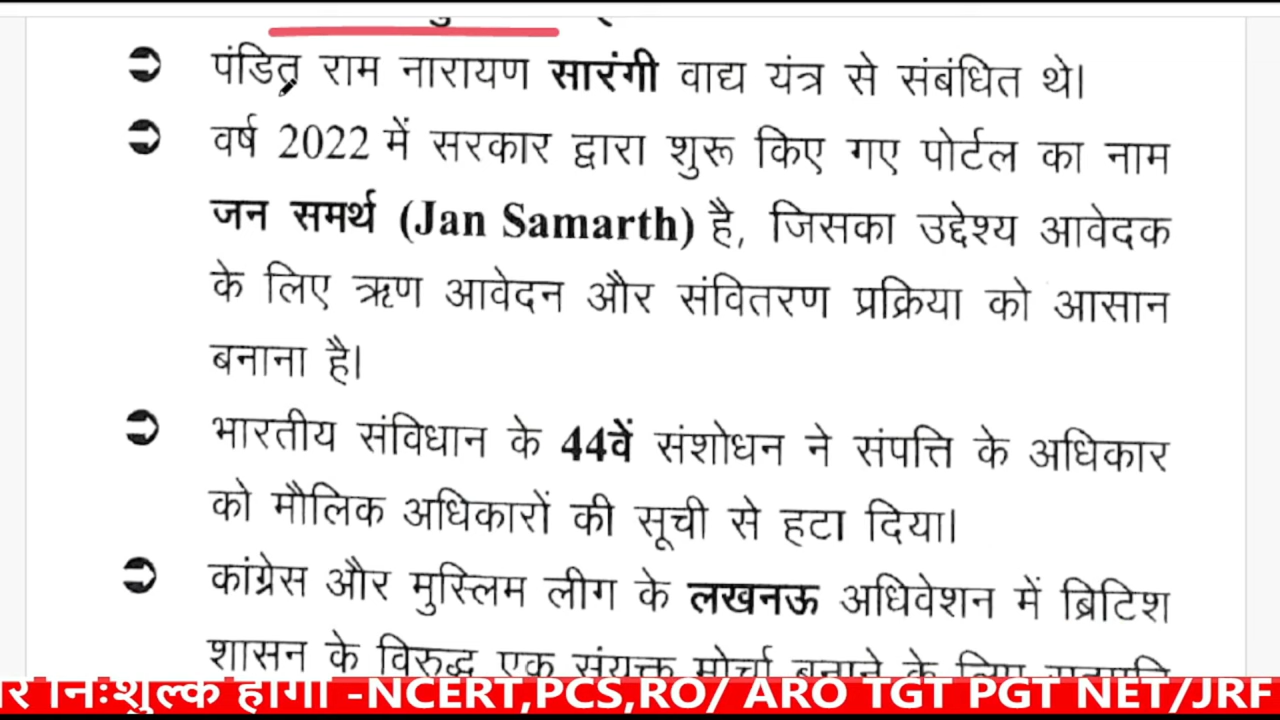 पंडित राम नारायण सारंगी वाद्य यंत्र से संबंधित थे।
वर्ष 2022 में सरकार द्वारा शुरू किए गए पोर्टल का नाम
जन समर्थ (Jan Samarth) है, जिसका उद्देश्य आवेदक
के लिए ऋण आवेदन और संवितरण प्रक्रिया को आसान
बनाना है।
भारतीय संविधान के 44वें संशोधन ने संपत्ति के अधिकार
को मौलिक अधिकारों की सूची से हटा दिया।
कांग्रेस और मुस्लिम लीग के लखनऊ अधिवेशन में ब्रिटिश
शासन के विरुद्ध एक संयुक्त मोर्चा बनाने के लिए
र निःशुल्क होगा -NCERT,PCS,RO/ ARO TGT PGT NET/JRF